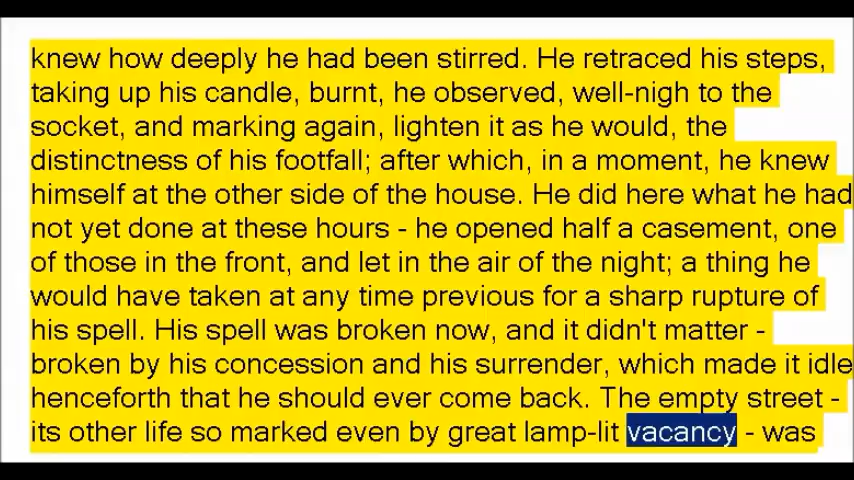 knew how deeply he had been stirred. He retraced his steps,
taking up his candle, burnt, he observed, well-nigh to the
socket, and marking again, lighten it as he would, the
distinctness of his footfall; after which, in a moment, he knew
himself at the other side of the house. He did here what he had
not yet done at these hours - he opened half a casement, one
of those in the front, and let in the air of the night; a thing he
would have taken at any time previous for a sharp rupture of
his spell. His spell was broken now, and it didn't matter -
broken by his concession and his surrender, which made it idle
henceforth that he should ever come back. The empty street -
its other life so marked even by great lamp-lit vacancy - was